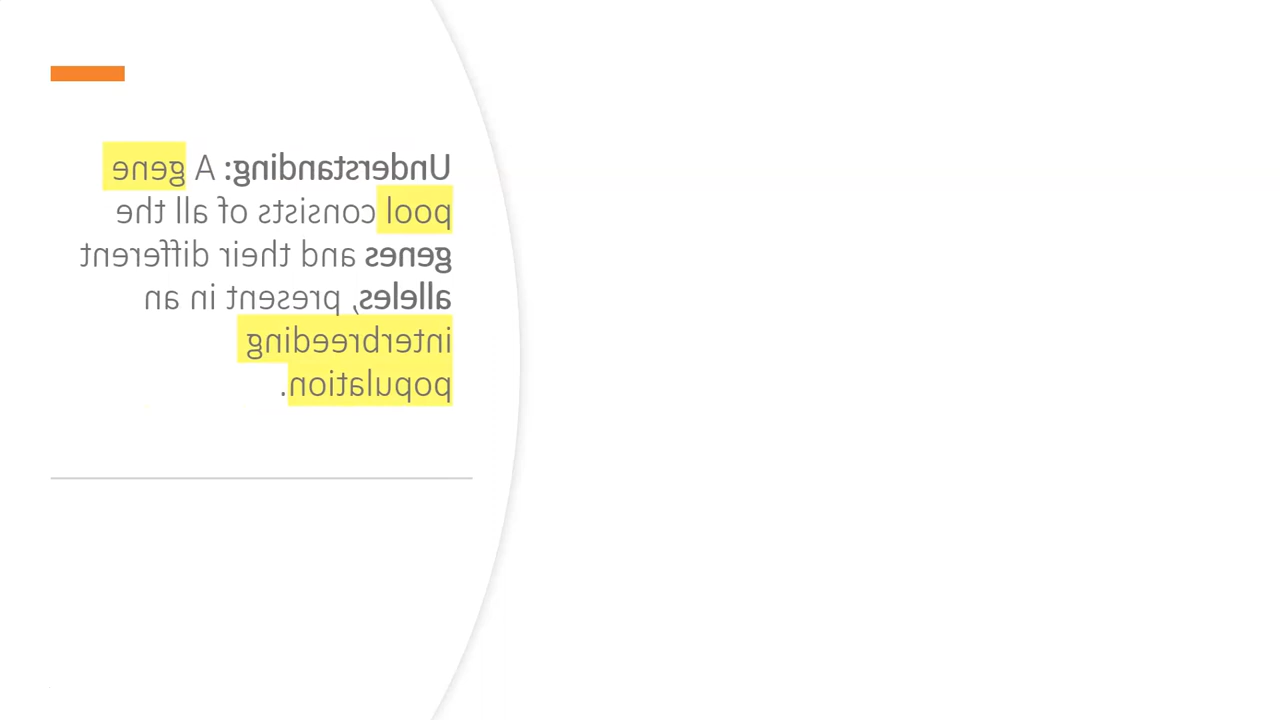 Understanding: A gene
pool consists of all the
genes and their different
alleles, present in an
interbreeding
population.